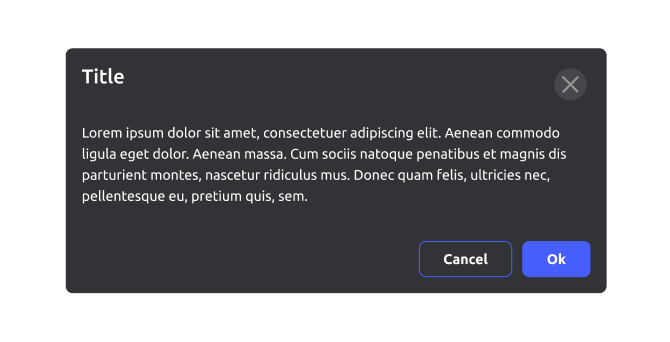 Title
Lorem ipsum dolor sit amet, consectetuer adipiscing elit. Aenean commodo
ligula eget dolor. Aenean massa. Cum sociis natoque penatibus et magnis dis
parturient montes, nascetur ridiculus mus. Donec quam felis, ultricies nec,
pellentesque eu, pretium quis, sem.
Cancel
Ok